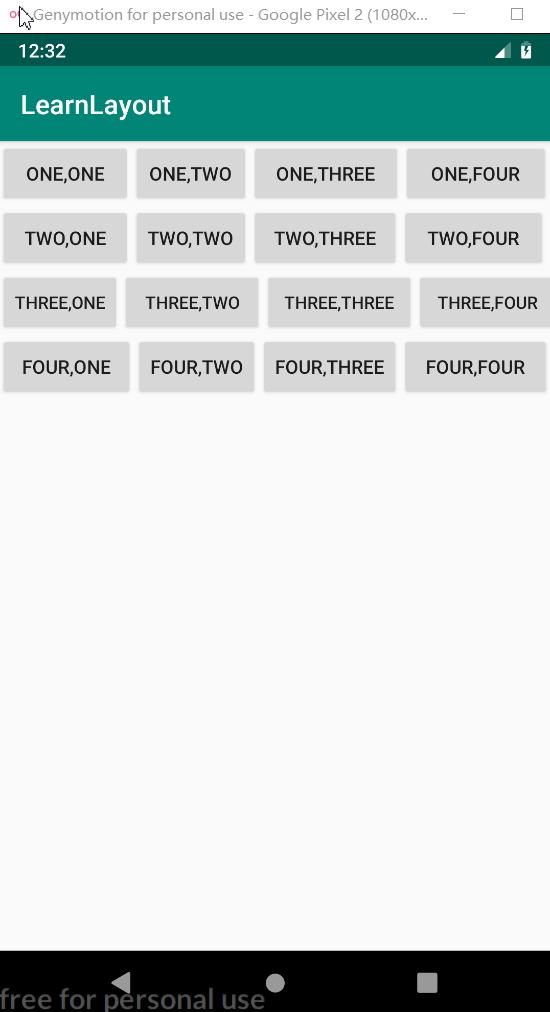 Genymotion for personal use - Google Pixel 2 (1080x...
12:32
LearnLayout
ONE,ONE ONE,TWO ONE,THREE ONE,FOUR
TWO,ONE TWO,TWO TWO,THREE TWO,FOUR
THREE,ONE THREE,TWO THREE,THREE THREE,FOUR
FOUR,ONE FOUR,TWO FOUR,THREE FOUR,FOUR
free for personal use